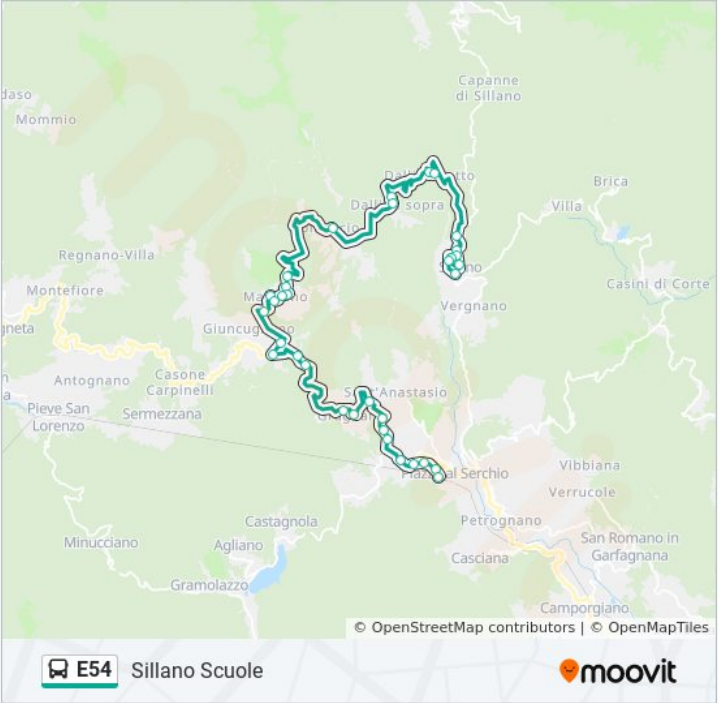 Capanne
di Sillano
daso
Mommio
Brica
Villa
Regnano-Villa
Montefiore
Casini di Corte
Vergnano
gneta
Casone
Carpinelli
Antognano
Pieve San
Lorenzo
Sermezzana
Vibbiana
Verrucole
Castagnola
Petrognano
Minucciano
Agliano
San Romano in
Garfagnana
Casciana
Gramolazzo
Camporgiano
© OpenStreetMap contributors | © OpenMapTiles
E54 Sillano Scuole
moovit